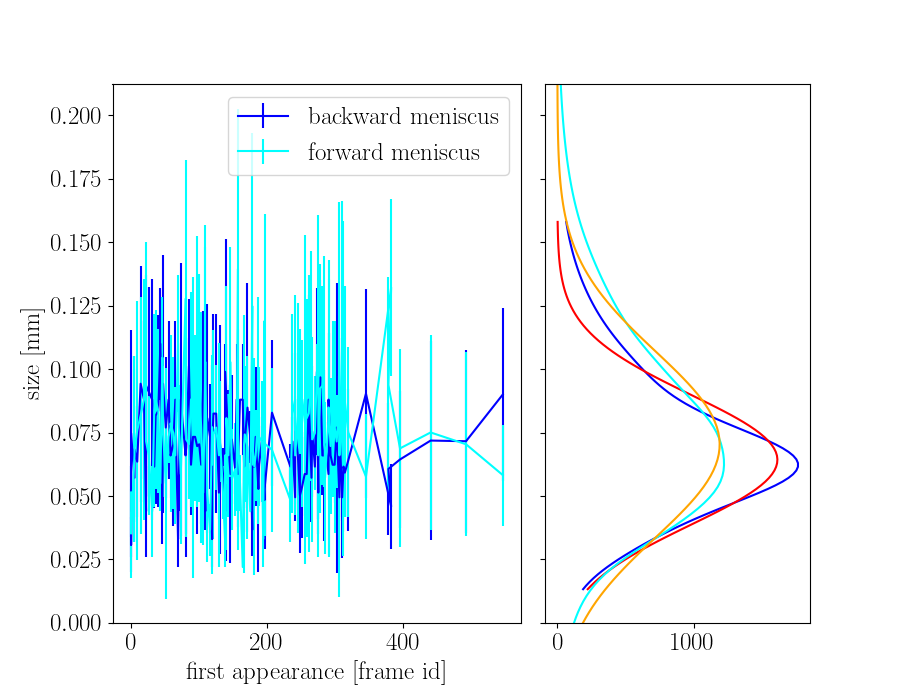 backward meniscus
forward meniscus
0.200
0.175
0.150
0.125
0.100
0.075
0.050
0.025
0.000
size [mm]
0 200 400
first appearance [frame id]
0 1000